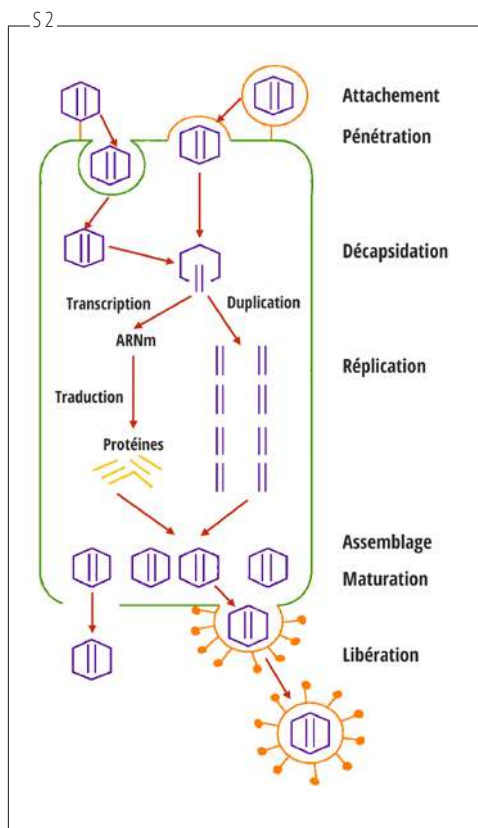 S2
Attachement
Pénétration
Décapsidation
Transcription
Duplication
ARNm
Réplication
Traduction
Protéines
Assemblage
Maturation
Libération